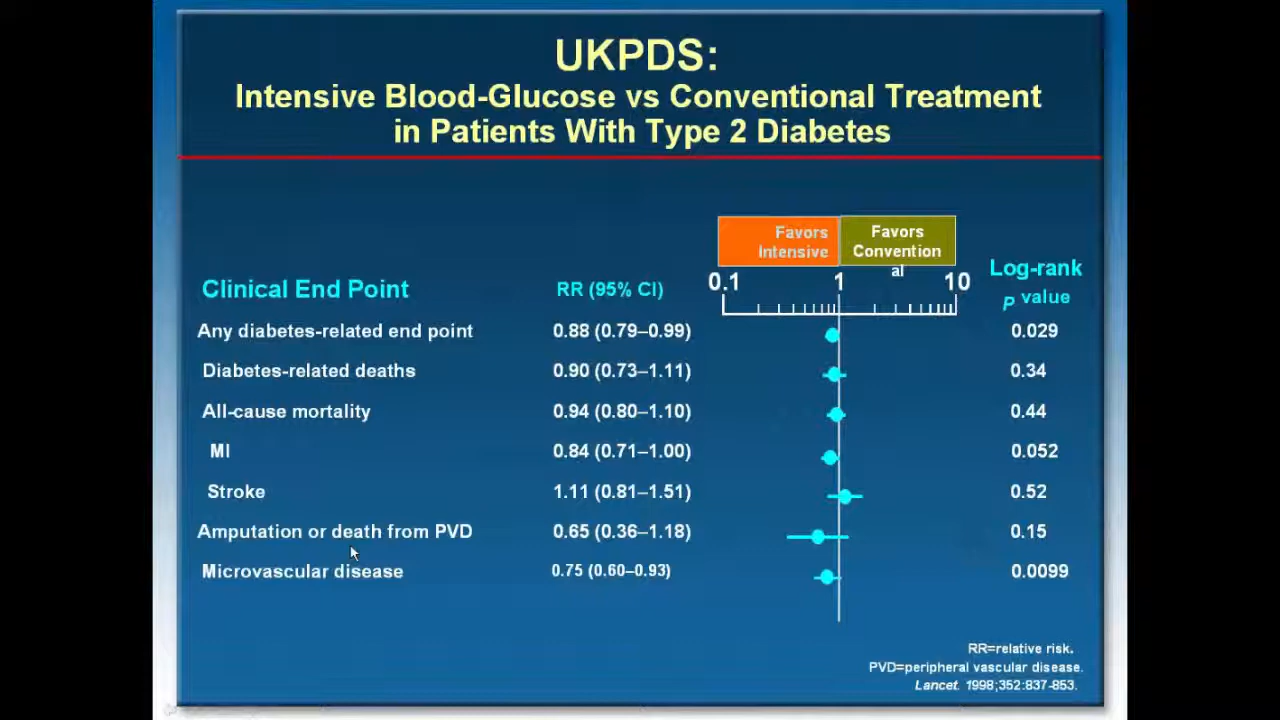 UKPDS:
Intensive Blood-Glucose vs Conventional Treatment
in Patients With Type 2 Diabetes
Favors
Intensive
Favors
Convention
al
Clinical End Point RR (95% CI) 0.1 1 10 Log-rank
P value
Any diabetes-related end point 0.88 (0.79–0.99) 0.029
Diabetes-related deaths 0.90 (0.73–1.11) 0.34
All-cause mortality 0.94 (0.80–1.10) 0.44
MI 0.84 (0.71–1.00) 0.052
Stroke 1.11 (0.81–1.51) 0.52
Amputation or death from PVD 0.65 (0.36–1.18) 0.15
Microvascular disease 0.75 (0.60–0.93) 0.0099
RR=relative risk.
PVD=peripheral vascular disease.
Lancet. 1998;352:837-853.